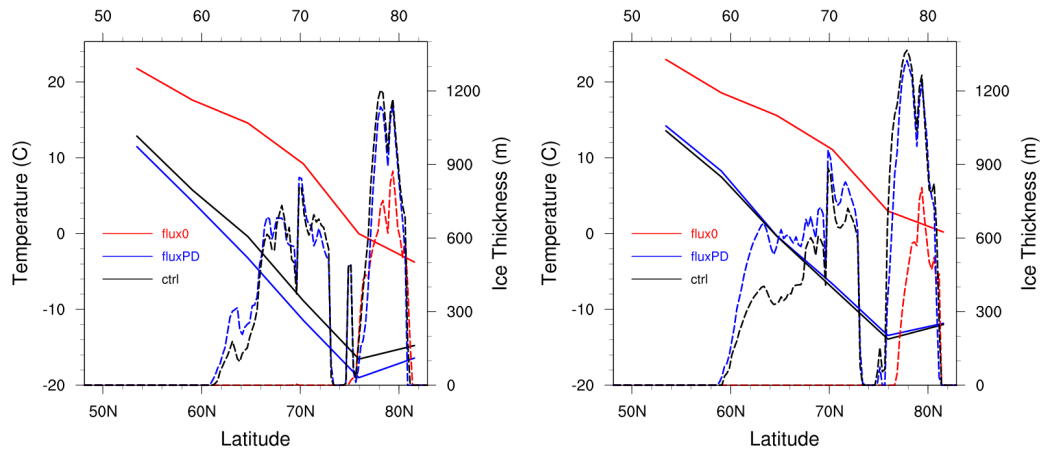 50 60 70 80
20
10
0
-10
-20
Temperature (C)
1200
900
600
300
0
Ice Thickness (m)
flux0
fluxPD
ctrl
50N 60N 70N 80N
Latitude
50 60 70 80
20
10
0
-10
-20
Temperature (C)
1200
900
600
300
0
Ice Thickness (m)
flux0
fluxPD
ctrl
50N 60N 70N 80N
Latitude